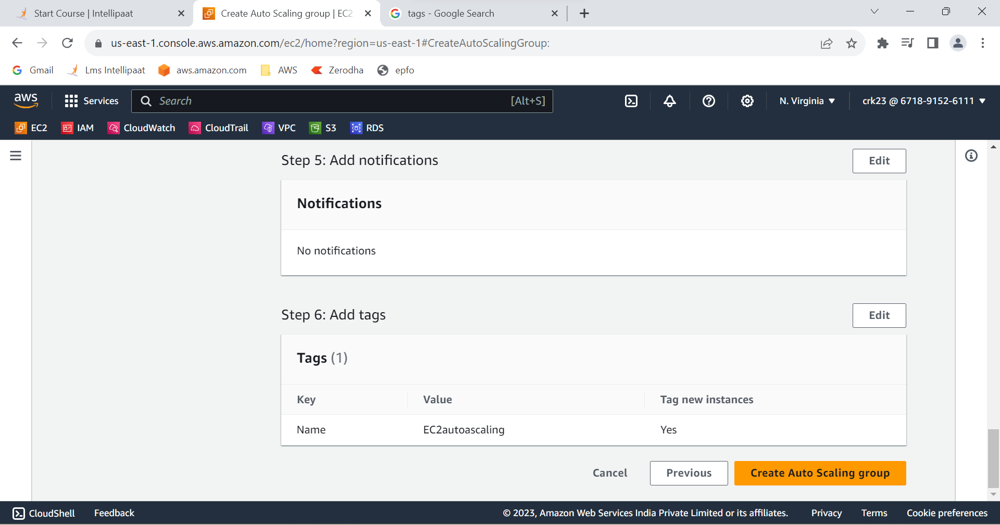 Start Course | Intellipaat
Create Auto Scaling group | EC2
tags - Google Search
us-east-1.console.aws.amazon.com/ec2/home?region=us-east-1#CreateAutoScalingGroup:
Gmail
Lms Intellipaat
aws.amazon.com
AWS
Zerodha
epfo
aws
Services
Search
[Alt+S]
N. Virginia
crk23 @ 6718-9152-6111
EC2
IAM
CloudWatch
CloudTrail
VPC
S3
RDS
Step 5: Add notifications
Edit
Notifications
No notifications
Step 6: Add tags
Edit
Tags (1)
Key
Value
Tag new instances
Name
EC2autoascaling
Yes
Cancel
Previous
Create Auto Scaling group
CloudShell
Feedback
© 2023, Amazon Web Services India Private Limited or its affiliates.
Privacy
Terms
Cookie preferences